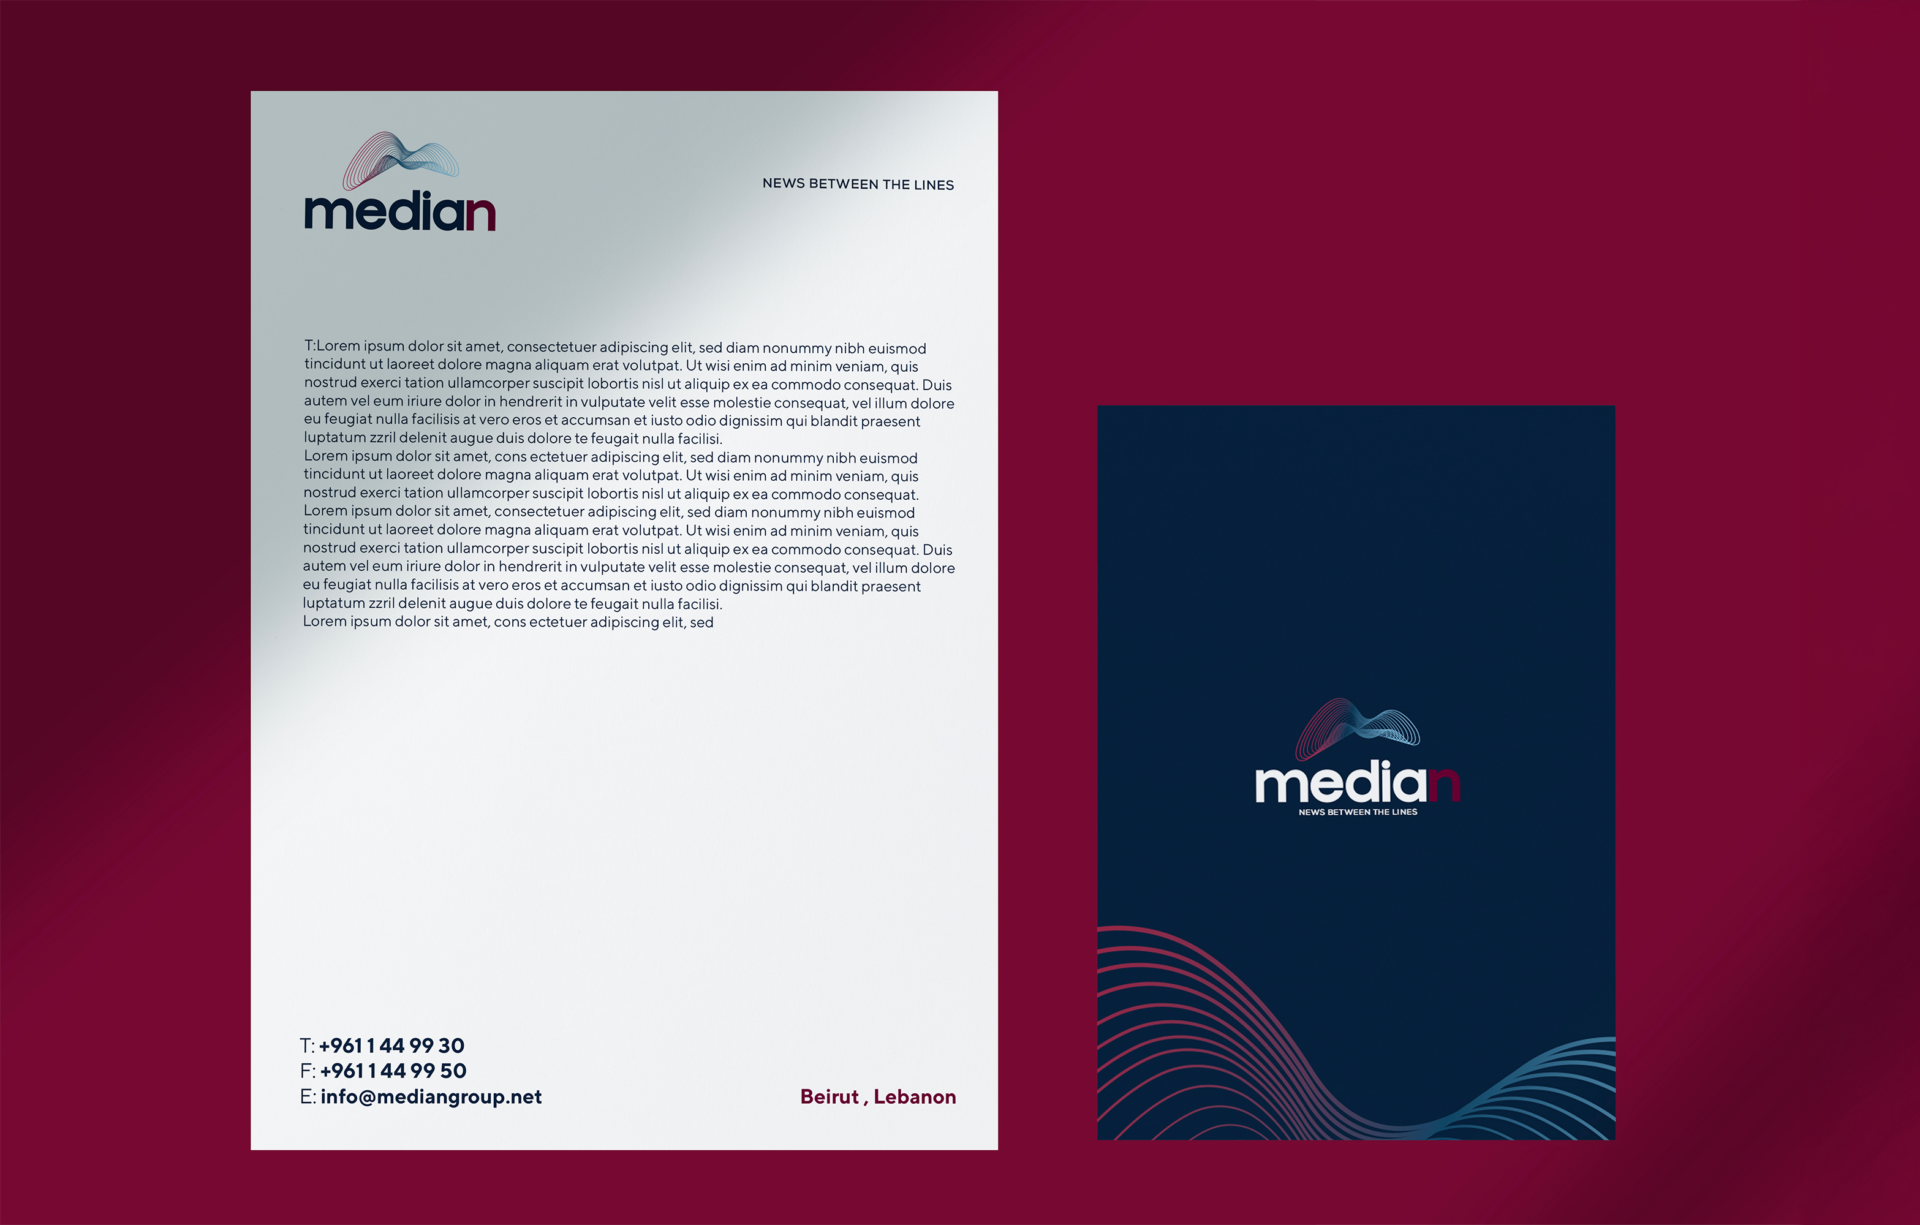 median
NEWS BETWEEN THE LINES
T:Lorem ipsum dolor sit amet, consectetuer adipiscing elit, sed diam nonummy nibh euismod
tincidunt ut laoreet dolore magna aliquam erat volutpat. Ut wisi enim ad minim veniam, quis
nostrud exerci tation ullamcorper suscipit lobortis nisl ut aliquip ex ea commodo consequat. Duis
autem vel eum iriure dolor in hendrerit in vulputate velit esse molestie consequat, vel illum dolore
eu feugiat nulla facilisis at vero eros et accumsan et iusto odio dignissim qui blandit praesent
luptatum zzril delenit augue duis dolore te feugait nulla facilisi.
Lorem ipsum dolor sit amet, cons ectetuer adipiscing elit, sed diam nonummy nibh euismod
tincidunt ut laoreet dolore magna aliquam erat volutpat. Ut wisi enim ad minim veniam, quis
nostrud exerci tation ullamcorper suscipit lobortis nisl ut aliquip ex ea commodo consequat.
Lorem ipsum dolor sit amet, consectetuer adipiscing elit, sed diam nonummy nibh euismod
tincidunt ut laoreet dolore magna aliquam erat volutpat. Ut wisi enim ad minim veniam, quis
nostrud exerci tation ullamcorper suscipit lobortis nisl ut aliquip ex ea commodo consequat. Duis
autem vel eum iriure dolor in hendrerit in vulputate velit esse molestie consequat, vel illum dolore
eu feugiat nulla facilisis at vero eros et accumsan et iusto odio dignissim qui blandit praesent
luptatum zzril delenit augue duis dolore te feugait nulla facilisi.
Lorem ipsum dolor sit amet, cons ectetuer adipiscing elit, sed
T: +961 1 44 99 30
F: +961 1 44 99 50
E: info@mediangroup.net
Beirut , Lebanon
median
NEWS BETWEEN THE LINES